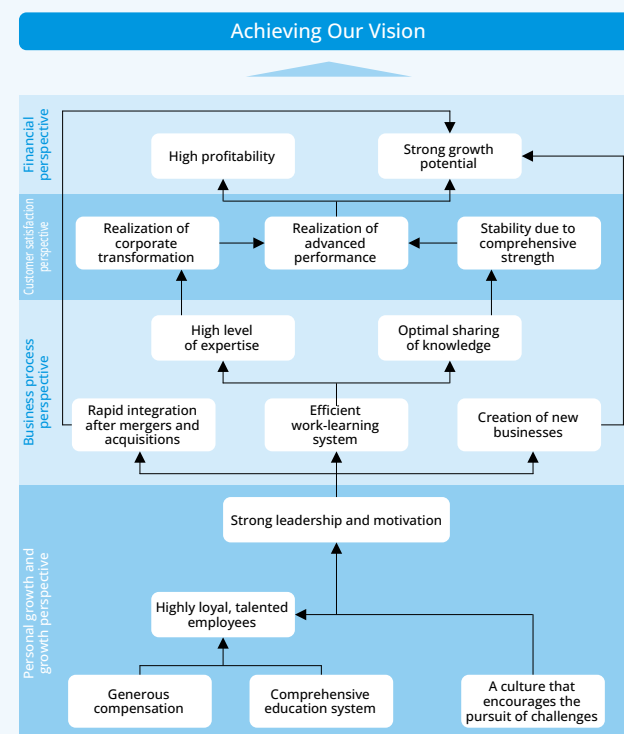 Achieving Our Vision
Financial
perspective
High profitability
Strong growth
potential
Customer satisfaction
perspective
Realization of
corporate
transformation
Realization of
advanced
performance
Stability due to
comprehensive
strength
Business process
perspective
High level
of expertise
Optimal sharing
of knowledge
Rapid integration
after mergers and
acquisitions
Efficient
work-learning
system
Creation of new
businesses
Personal growth and
growth perspective
Strong leadership and motivation
Highly loyal, talented
employees
Generous
compensation
Comprehensive
education system
A culture that
encourages the
pursuit of challenges